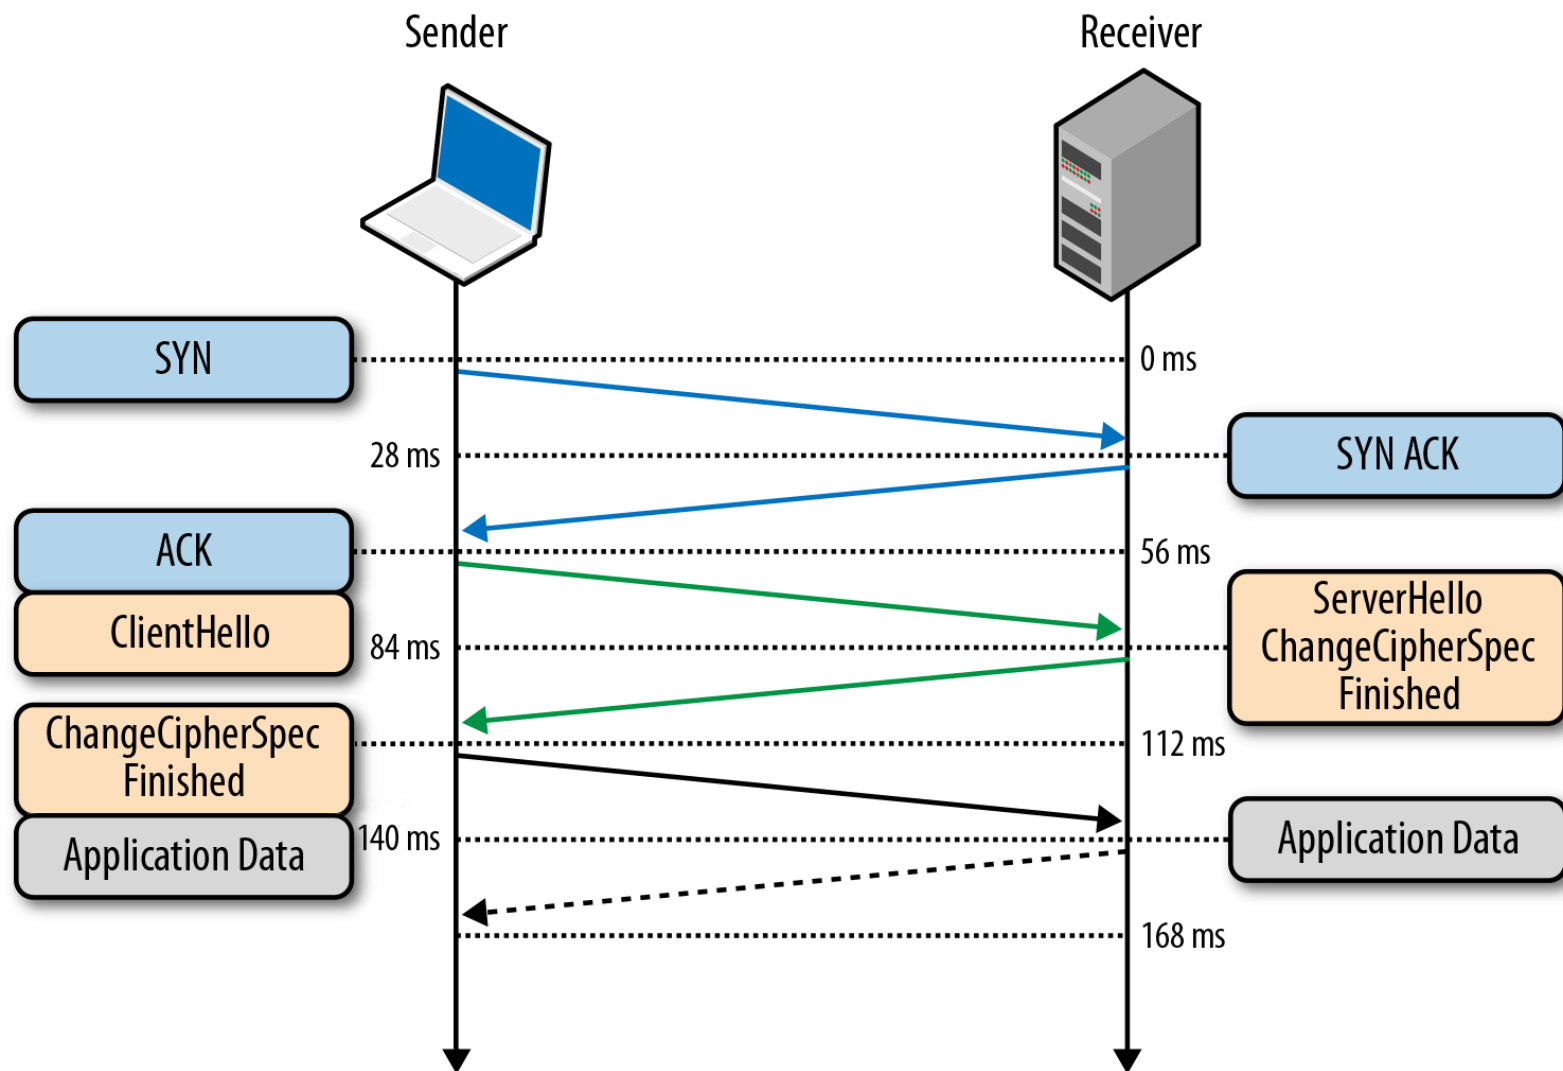 Sender
Receiver
SYN
0 ms
28 ms
SYN ACK
ACK
56 ms
ClientHello
84 ms
ServerHello
ChangeCipherSpec
Finished
ChangeCipherSpec
Finished
112 ms
Application Data
140 ms
Application Data
168 ms